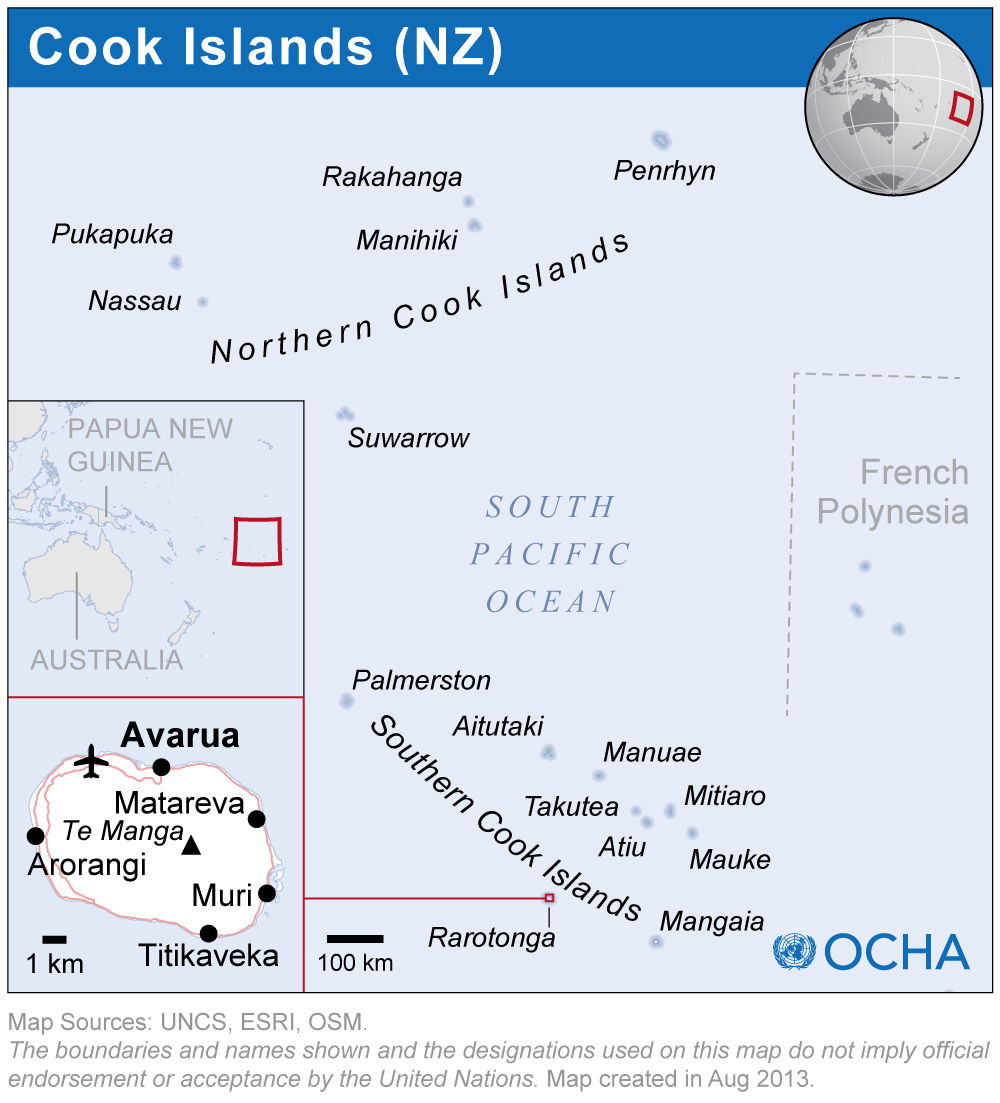 Cook Islands (NZ)
Penrhyn
Rakahanga
Manihiki
Pukapuka
Nassau
Northern Cook Islands
Suwarrow
PAPUA NEW
GUINEA
AUSTRALIA
SOUTH
PACIFIC
OCEAN
French
Polynesia
Palmerston
Aitutaki
Manuae
Takutea
Mitiaro
Atiu
Mauke
Southern Cook Islands
Rarotonga
Mangaia
Avarua
Matareva
Te Manga
Arorangi
Muri
Titikaveka
1 km
100 km
OCHA
Map Sources: UNCS, ESRI, OSM.
The boundaries and names shown and the designations used on this map do not imply official
endorsement or acceptance by the United Nations. Map created in Aug 2013.